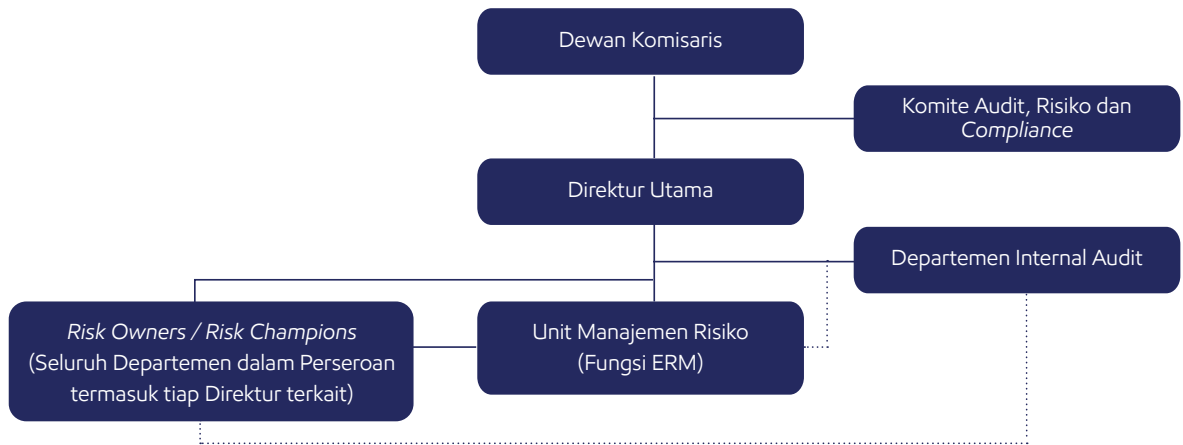 Dewan Komisaris
Komite Audit, Risiko dan
Compliance
Direktur Utama
Departemen Internal Audit
Risk Owners / Risk Champions
(Seluruh Departemen dalam Perseroan
termasuk tiap Direktur terkait)
Unit Manajemen Risiko
(Fungsi ERM)